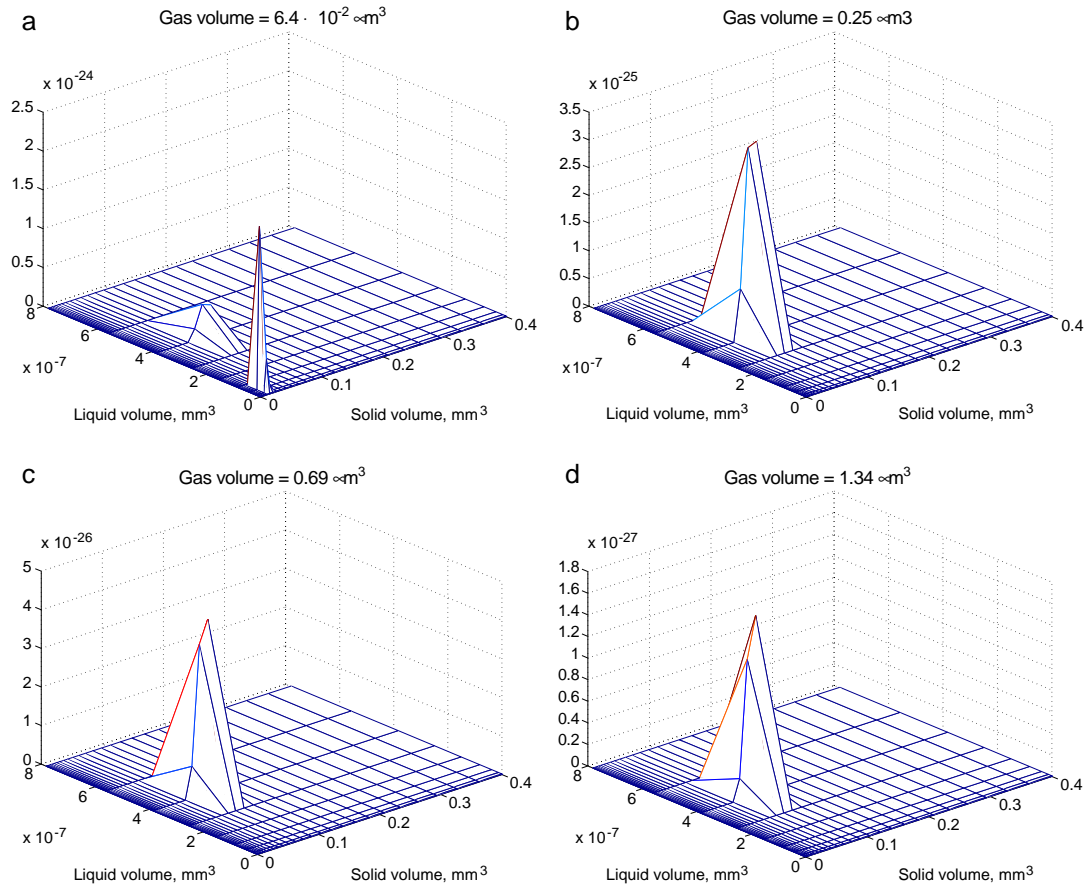 a
Gas volume = 6.4 · 10-2 ∝m3
x 10-24
2.5
2
1.5
1
0.5
0
8
6
4
2
0
x 10-7
Liquid volume, mm3
0
0.1
0.2
0.3
0.4
Solid volume, mm3
b
Gas volume = 0.25 ∝m3
x 10-25
3.5
3
2.5
2
1.5
1
0.5
0
8
6
4
2
0
x 10-7
Liquid volume, mm3
0
0.1
0.2
0.3
0.4
Solid volume, mm3
c
Gas volume = 0.69 ∝m3
x 10-26
5
4
3
2
1
0
8
6
4
2
0
x 10-7
Liquid volume, mm3
0
0.1
0.2
0.3
0.4
Solid volume, mm3
d
Gas volume = 1.34 ∝m3
x 10-27
1.8
1.6
1.4
1.2
1
0.8
0.6
0.4
0.2
0
8
6
4
2
0
x 10-7
Liquid volume, mm3
0
0.1
0.2
0.3
0.4
Solid volume, mm3